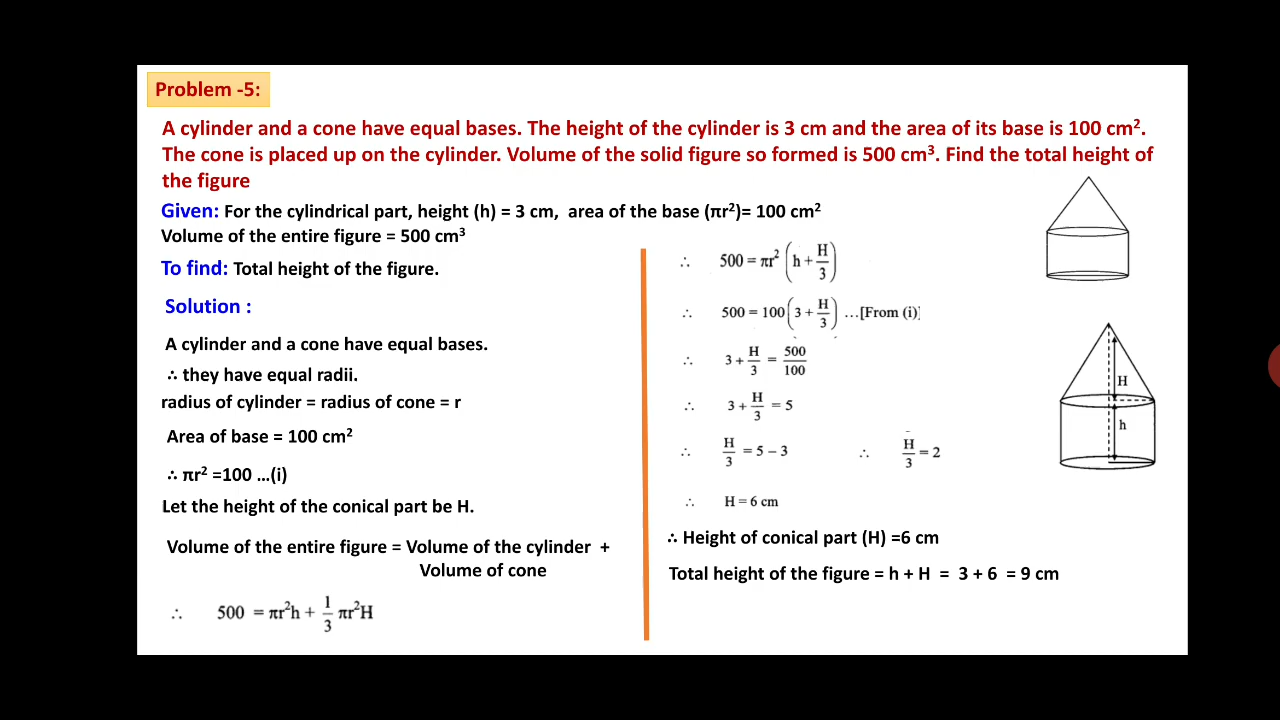 Problem -5:
A cylinder and a cone have equal bases. The height of the cylinder is 3 cm and the area of its base is 100 cm².
The cone is placed up on the cylinder. Volume of the solid figure so formed is 500 cm³. Find the total height of
the figure
Given: For the cylindrical part, height (h) = 3 cm, area of the base (πr²)= 100 cm²
Volume of the entire figure = 500 cm³
To find: Total height of the figure.
Solution :
A cylinder and a cone have equal bases.
∴ they have equal radii.
radius of cylinder = radius of cone = r
Area of base = 100 cm²
∴ πr² =100 ...(i)
Let the height of the conical part be H.
Volume of the entire figure = Volume of the cylinder +
Volume of cone
∴ 500 = πr²h + 1/3 πr²H
∴ 500 = πr² (h + H/3)
∴ 500 = 100 (3 + H/3) ...[From (i)]
∴ 3 + H/3 = 500/100
∴ 3 + H/3 = 5
∴ H/3 = 5 – 3 ∴ H/3 = 2
∴ H = 6 cm
∴ Height of conical part (H) =6 cm
Total height of the figure = h + H = 3 + 6 = 9 cm
H
h